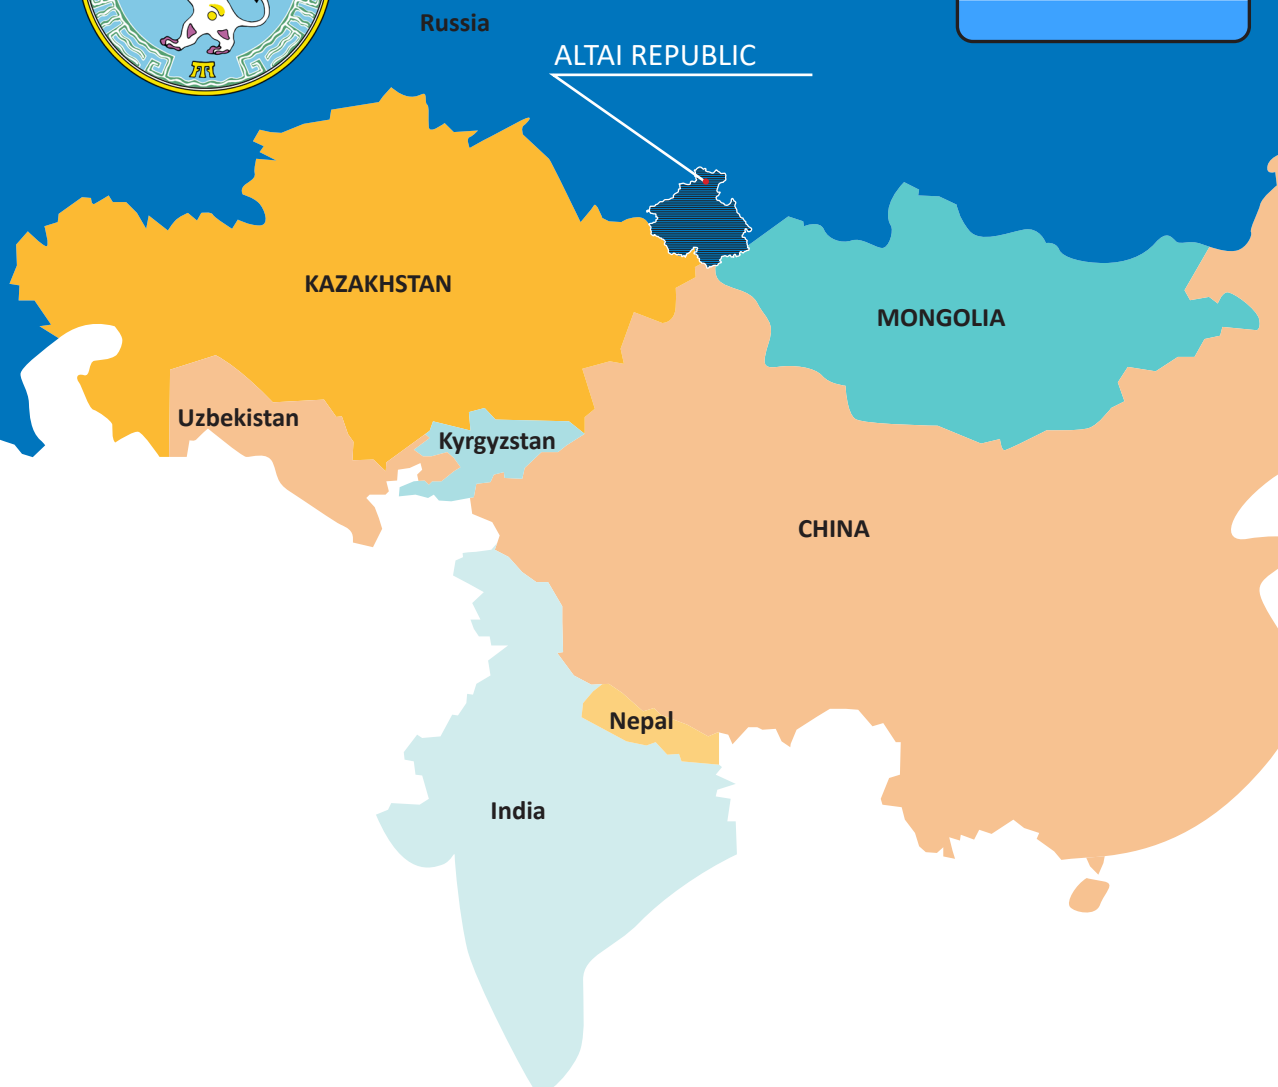 Russia
ALTAI REPUBLIC
KAZAKHSTAN
MONGOLIA
Uzbekistan
Kyrgyzstan
CHINA
Nepal
India